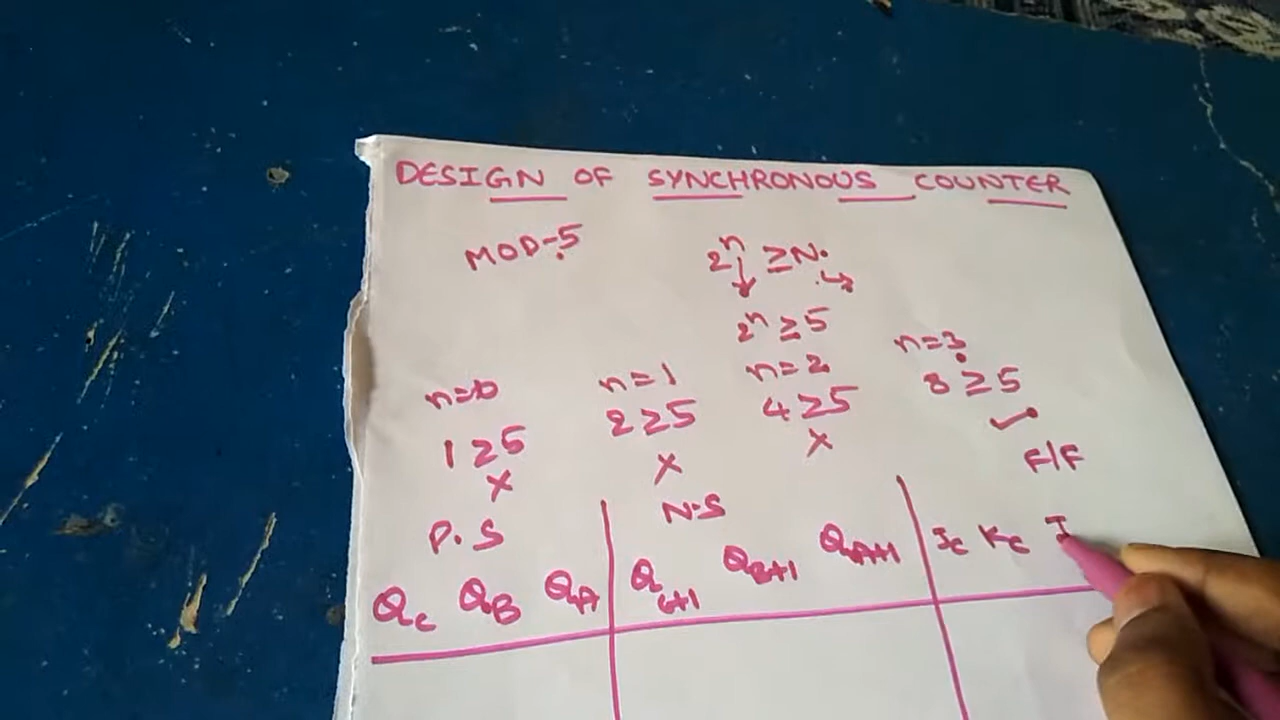 DESIGN OF SYNCHRONOUS COUNTER
MOD-5
2ⁿ ≥ N.
2ⁿ ≥ 5
n=0 n=1 n=2 n=3
1 ≥ 5 2 ≥ 5 4 ≥ 5 8 ≥ 5
X X X ✓
F/F
P.S N.S
Qc QB QA Qc+1 QB+1 QA+1 Jc Kc J